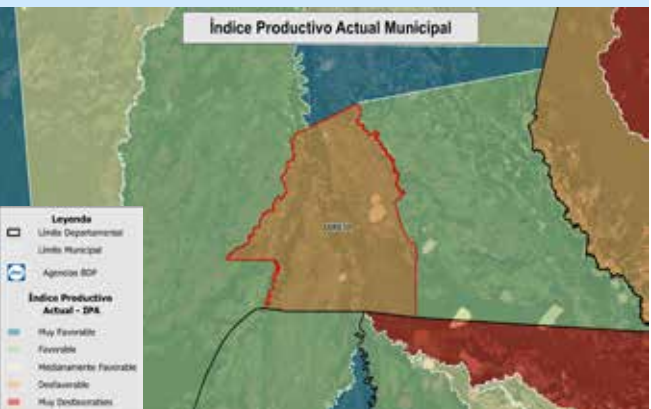 Índice Productivo Actual Municipal
Leyenda
Límite Departamental
Límite Municipal
Agencias BDP
Índice Productivo
Actual - IPA
Muy Favorable
Favorable
Medianamente Favorable
Desfavorable
Muy Desfavorable